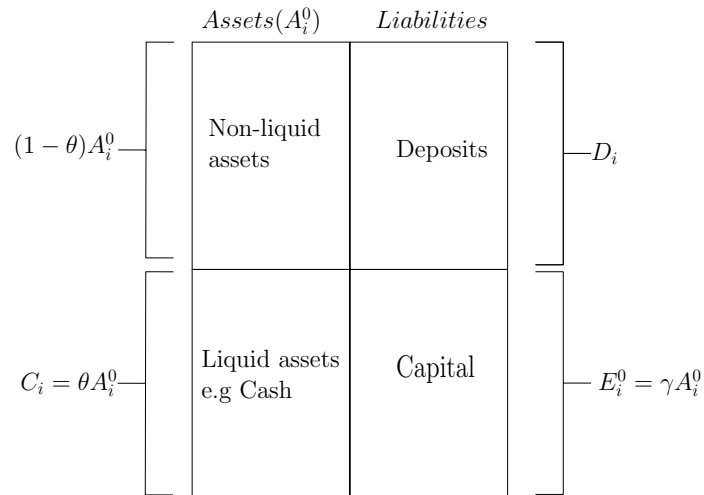 Assets(A_i^0) Liabilities
(1 − θ)A_i^0
Non-liquid
assets
Deposits
D_i
C_i = θA_i^0
Liquid assets
e.g Cash
Capital
E_i^0 = γA_i^0